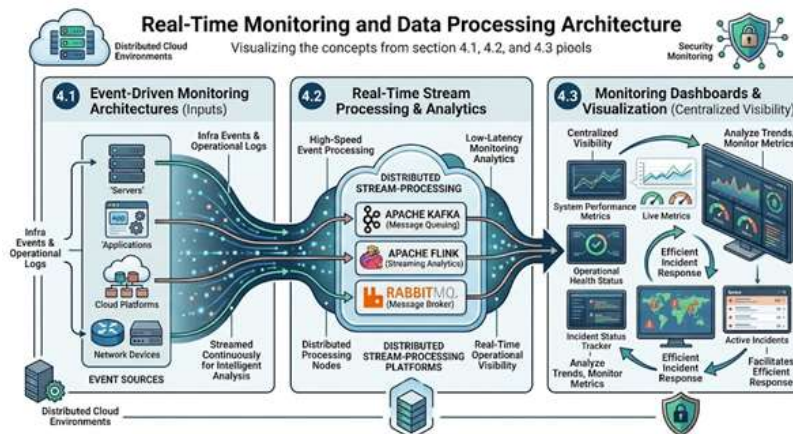 Real-Time Monitoring and Data Processing Architecture
Visualizing the concepts from section 4.1, 4.2, and 4.3 pixels
Distributed Cloud
Environments
Security
Monitoring
4.1
Event-Driven Monitoring
Architectures (Inputs)
Infra Events &
Operational Logs
'Servers'
App
'Applications
Infra
Events &
Operational
Logs
Cloud Platforms
Network Devices
EVENT SOURCES
Streamed
Continuously
for Intelligent
Analysis
4.2
Real-Time Stream
Processing & Analytics
High-Speed
Event Processing
Low-Latency
Monitoring
Analytics
DISTRIBUTED
STREAM-PROCESSING
APACHE KAFKA
(Message Queuing)
APACHE FLINK
(Streaming Analytics)
RABBITMQ.
(Message Broker)
Distributed
Processing
Nodes
DISTRIBUTED
STREAM-PROCESSING
PLATFORMS
Real-Time
Operational
Visibility
4.3
Monitoring Dashboards &
Visualization (Centralized Visibility)
Centralized
Visibility
Analyze Trends,
Monitor Metrics
System Performance
Metrics
Live Metrics
Operational
Health Status
Efficient
Incident
Response
Incident Status
Tracker
Analyze
Trends, Monitor
Metrics
Efficient
Incident
Response
Active Incidents
Facilitates
Efficient
Response
Distributed Cloud
Environments